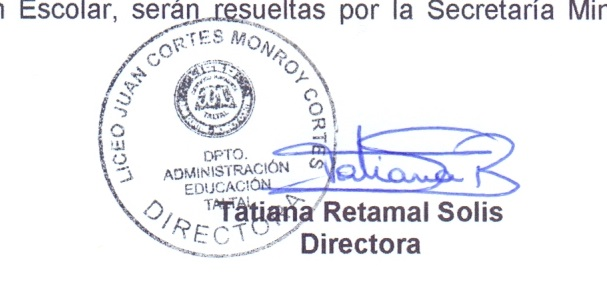 n Escolar, serán resueltas por la Secretaría Min
LICEO JUAN CORTES MONROY CORTES
DPTO.
ADMINISTRACIÓN
EDUCACIÓN
TALTAL
DIRECTORA
Tatiana R
Tatiana Retamal Solis
Directora